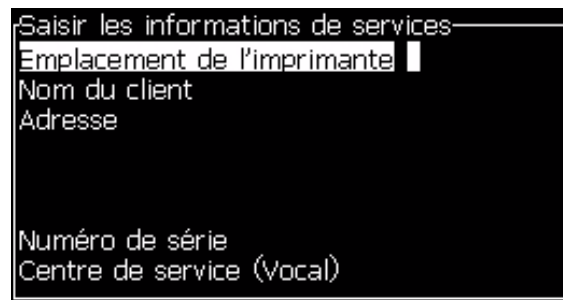 Saisir les informations de services
Emplacement de l'imprimante
Nom du client
Adresse
Numéro de série
Centre de service (Vocal)